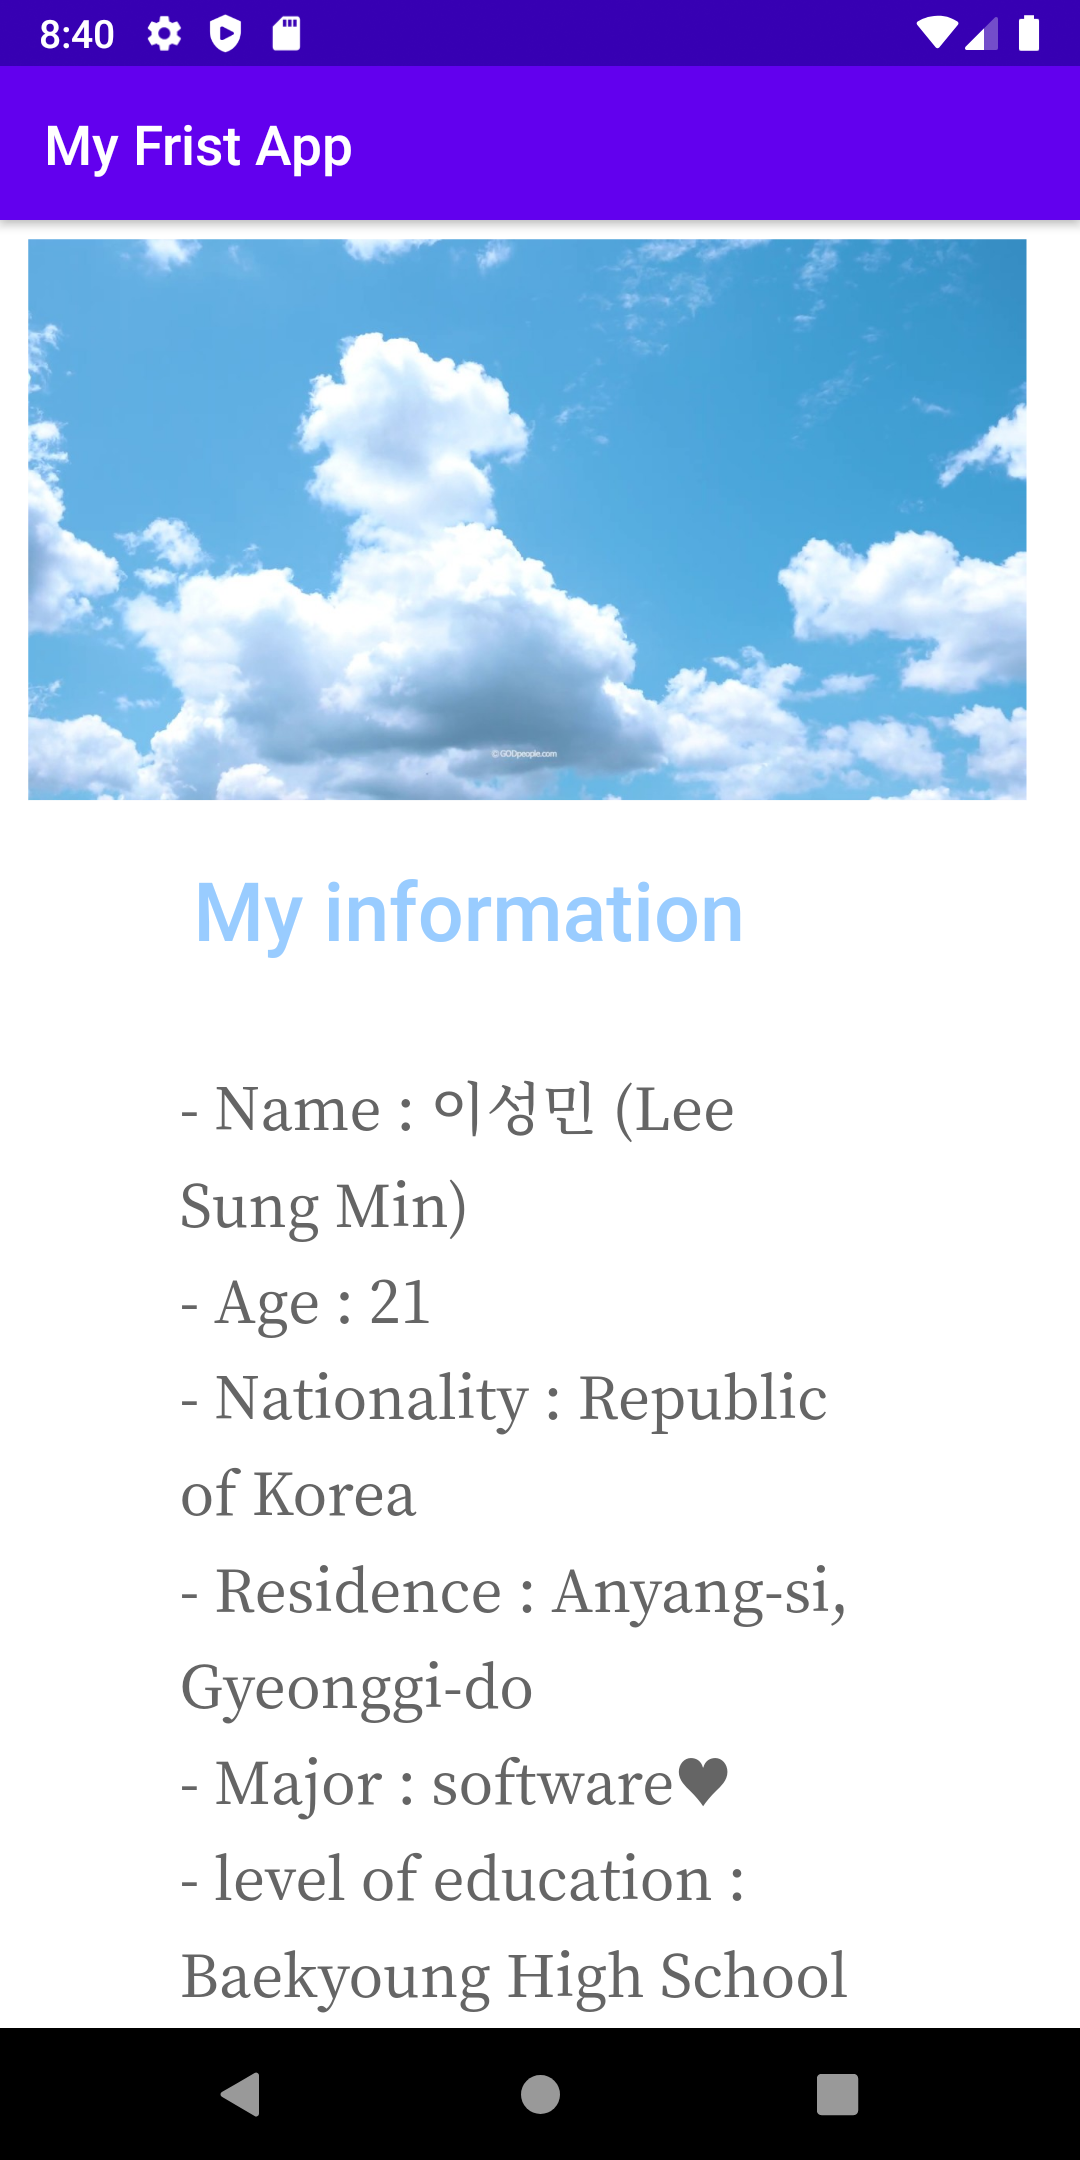 8:40
My Frist App
© GODpeople.com
My information
- Name : 이성민 (Lee
Sung Min)
- Age : 21
- Nationality : Republic
of Korea
- Residence : Anyang-si,
Gyeonggi-do
- Major : software♥
- level of education :
Baekyoung High School